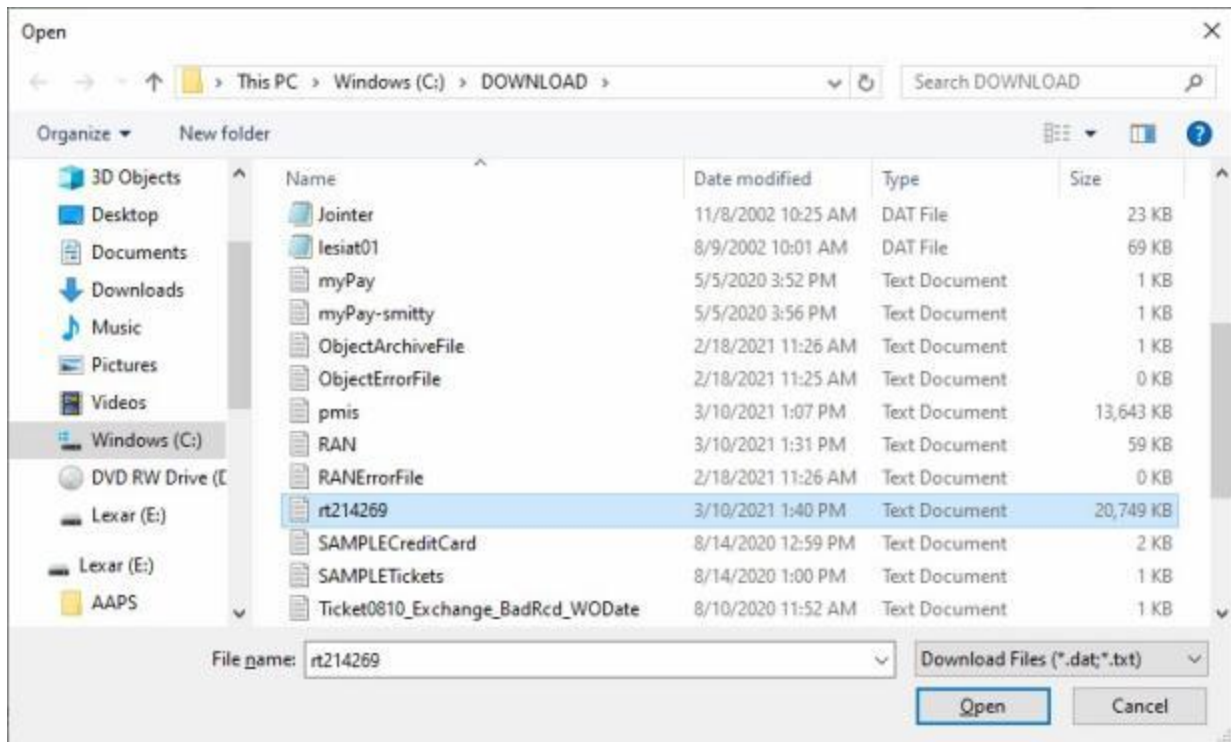 Open
This PC > Windows (C:) > DOWNLOAD >
Search DOWNLOAD
Organize
New folder
3D Objects
Desktop
Documents
Downloads
Music
Pictures
Videos
Windows (C:)
DVD RW Drive (D
Lexar (E:)
Lexar (E:)
AAPS
Name Date modified Type Size
Jointer 11/8/2002 10:25 AM DAT File 23 KB
lesiat01 8/9/2002 10:01 AM DAT File 69 KB
myPay 5/5/2020 3:52 PM Text Document 1 KB
myPay-smitty 5/5/2020 3:56 PM Text Document 1 KB
ObjectArchiveFile 2/18/2021 11:26 AM Text Document 1 KB
ObjectErrorFile 2/18/2021 11:25 AM Text Document 0 KB
pmis 3/10/2021 1:07 PM Text Document 13,643 KB
RAN 3/10/2021 1:31 PM Text Document 59 KB
RANErrorFile 2/18/2021 11:26 AM Text Document 0 KB
rt214269 3/10/2021 1:40 PM Text Document 20,749 KB
SAMPLECreditCard 8/14/2020 12:59 PM Text Document 2 KB
SAMPLETickets 8/14/2020 1:00 PM Text Document 1 KB
Ticket0810_Exchange_BadRcd_WODate 8/10/2020 11:52 AM Text Document 1 KB
File name: rt214269
Download Files (*.dat;*.txt)
Open
Cancel